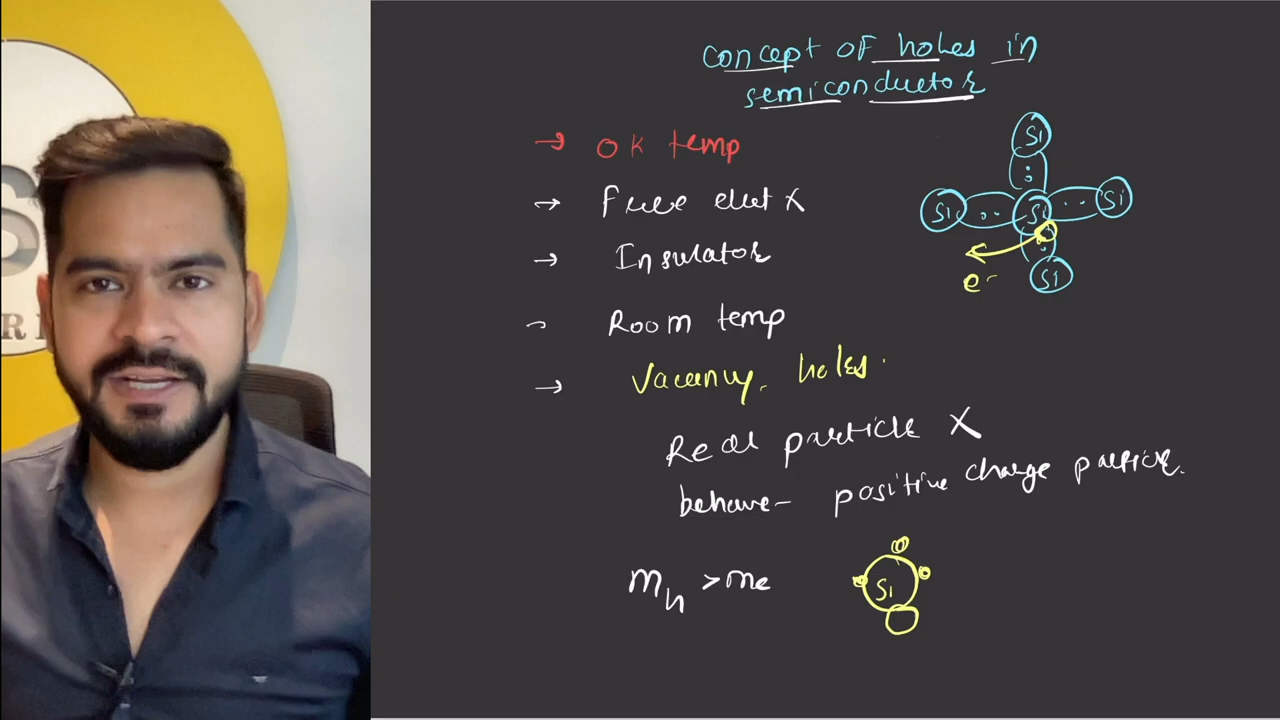 concept of holes in
semiconductor
→ 0K temp
→ Free elect X
→ Insulator
Room temp
→ Vacancy. holes.
Real particle X
behave - positive charge particle.
mh > me
Si
Si
Si
Si
Si
e-
Si
S